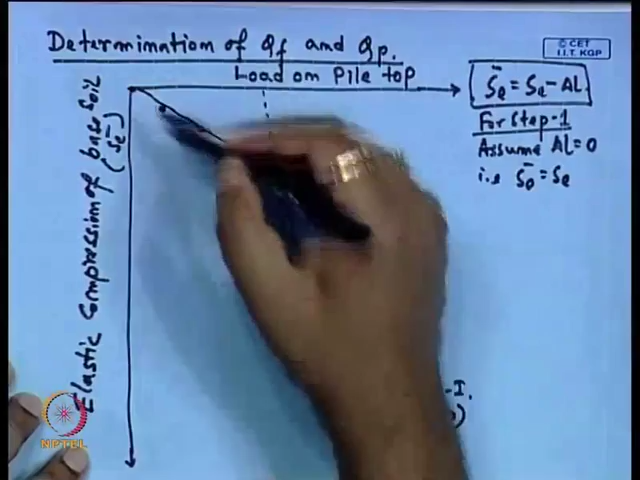 Determination of Qf and Qp.
© CET
I.I.T. KGP
Load on Pile top
S̄e = Se - ΔL
For Step-1
Assume ΔL = 0
i.e S̄e = Se
Elastic compression of base soil
(S̄e)
-I.
NPTEL